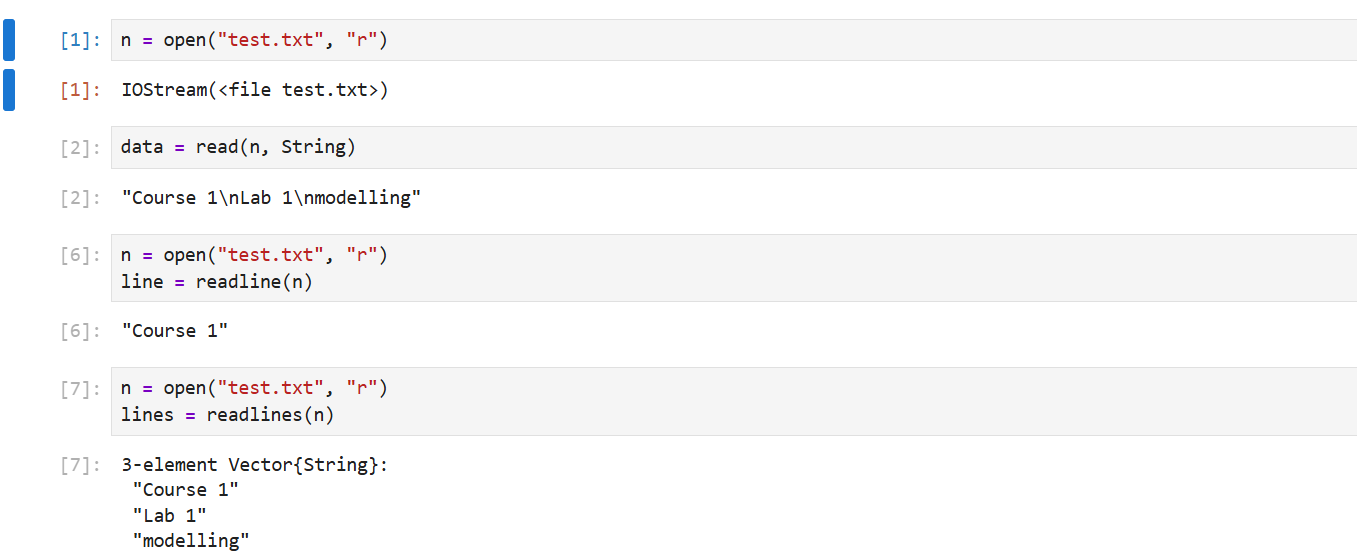 [1]: n = open("test.txt", "r")
[1]: IOStream(<file test.txt>)
[2]: data = read(n, String)
[2]: "Course 1\nLab 1\nmodelling"
[6]: n = open("test.txt", "r")
line = readline(n)
[6]: "Course 1"
[7]: n = open("test.txt", "r")
lines = readlines(n)
[7]: 3-element Vector{String}:
"Course 1"
"Lab 1"
"modelling"